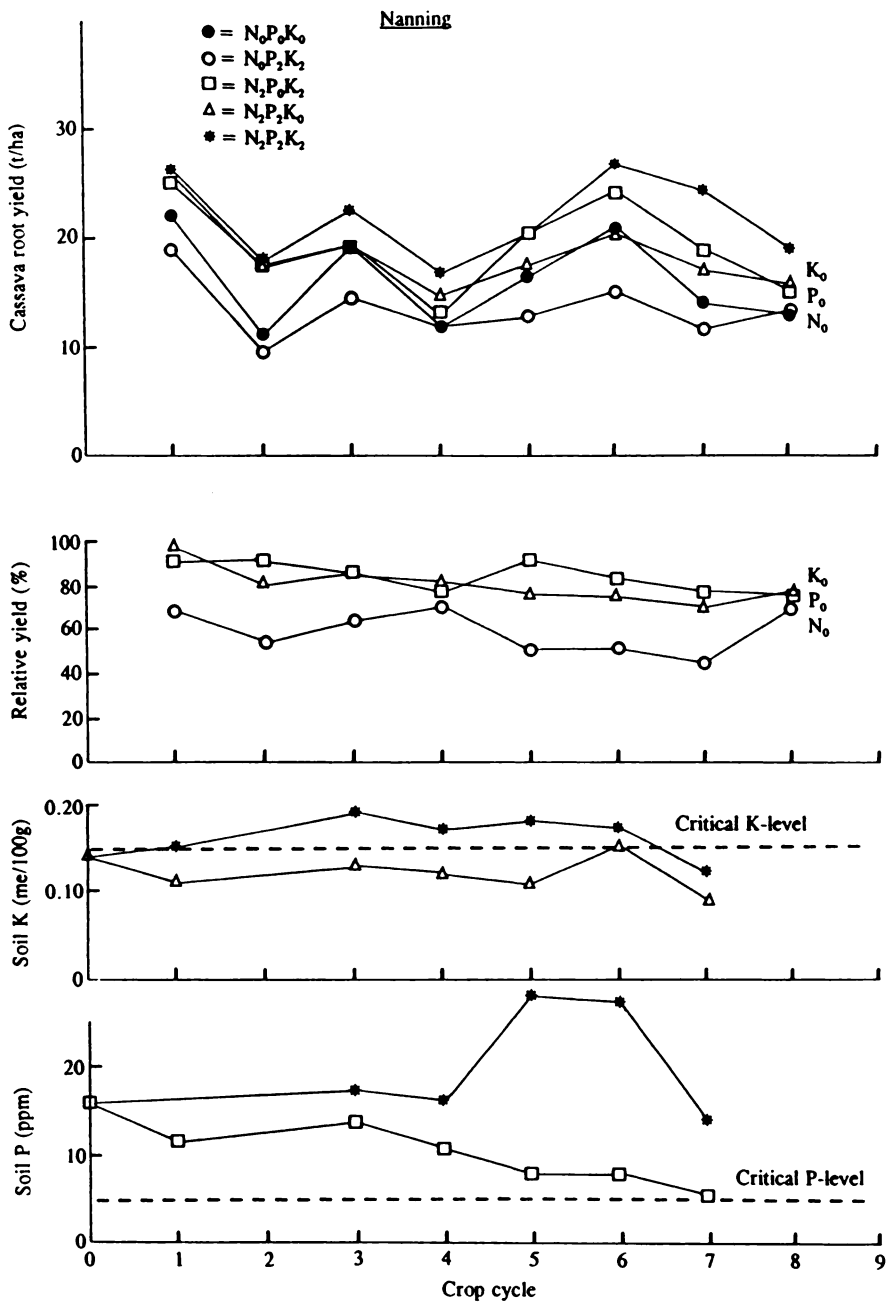 Nanning
● = N₀P₀K₀
○ = N₀P₂K₂
□ = N₂P₀K₂
△ = N₂P₂K₀
* = N₂P₂K₂
Cassava root yield (t/ha)
30
20
10
0
K₀
P₀
N₀
Relative yield (%)
100
80
60
40
20
0
K₀
P₀
N₀
Soil K (me/100g)
0.20
0.10
0
Critical K-level
Soil P (ppm)
20
10
0
Critical P-level
0 1 2 3 4 5 6 7 8 9
Crop cycle